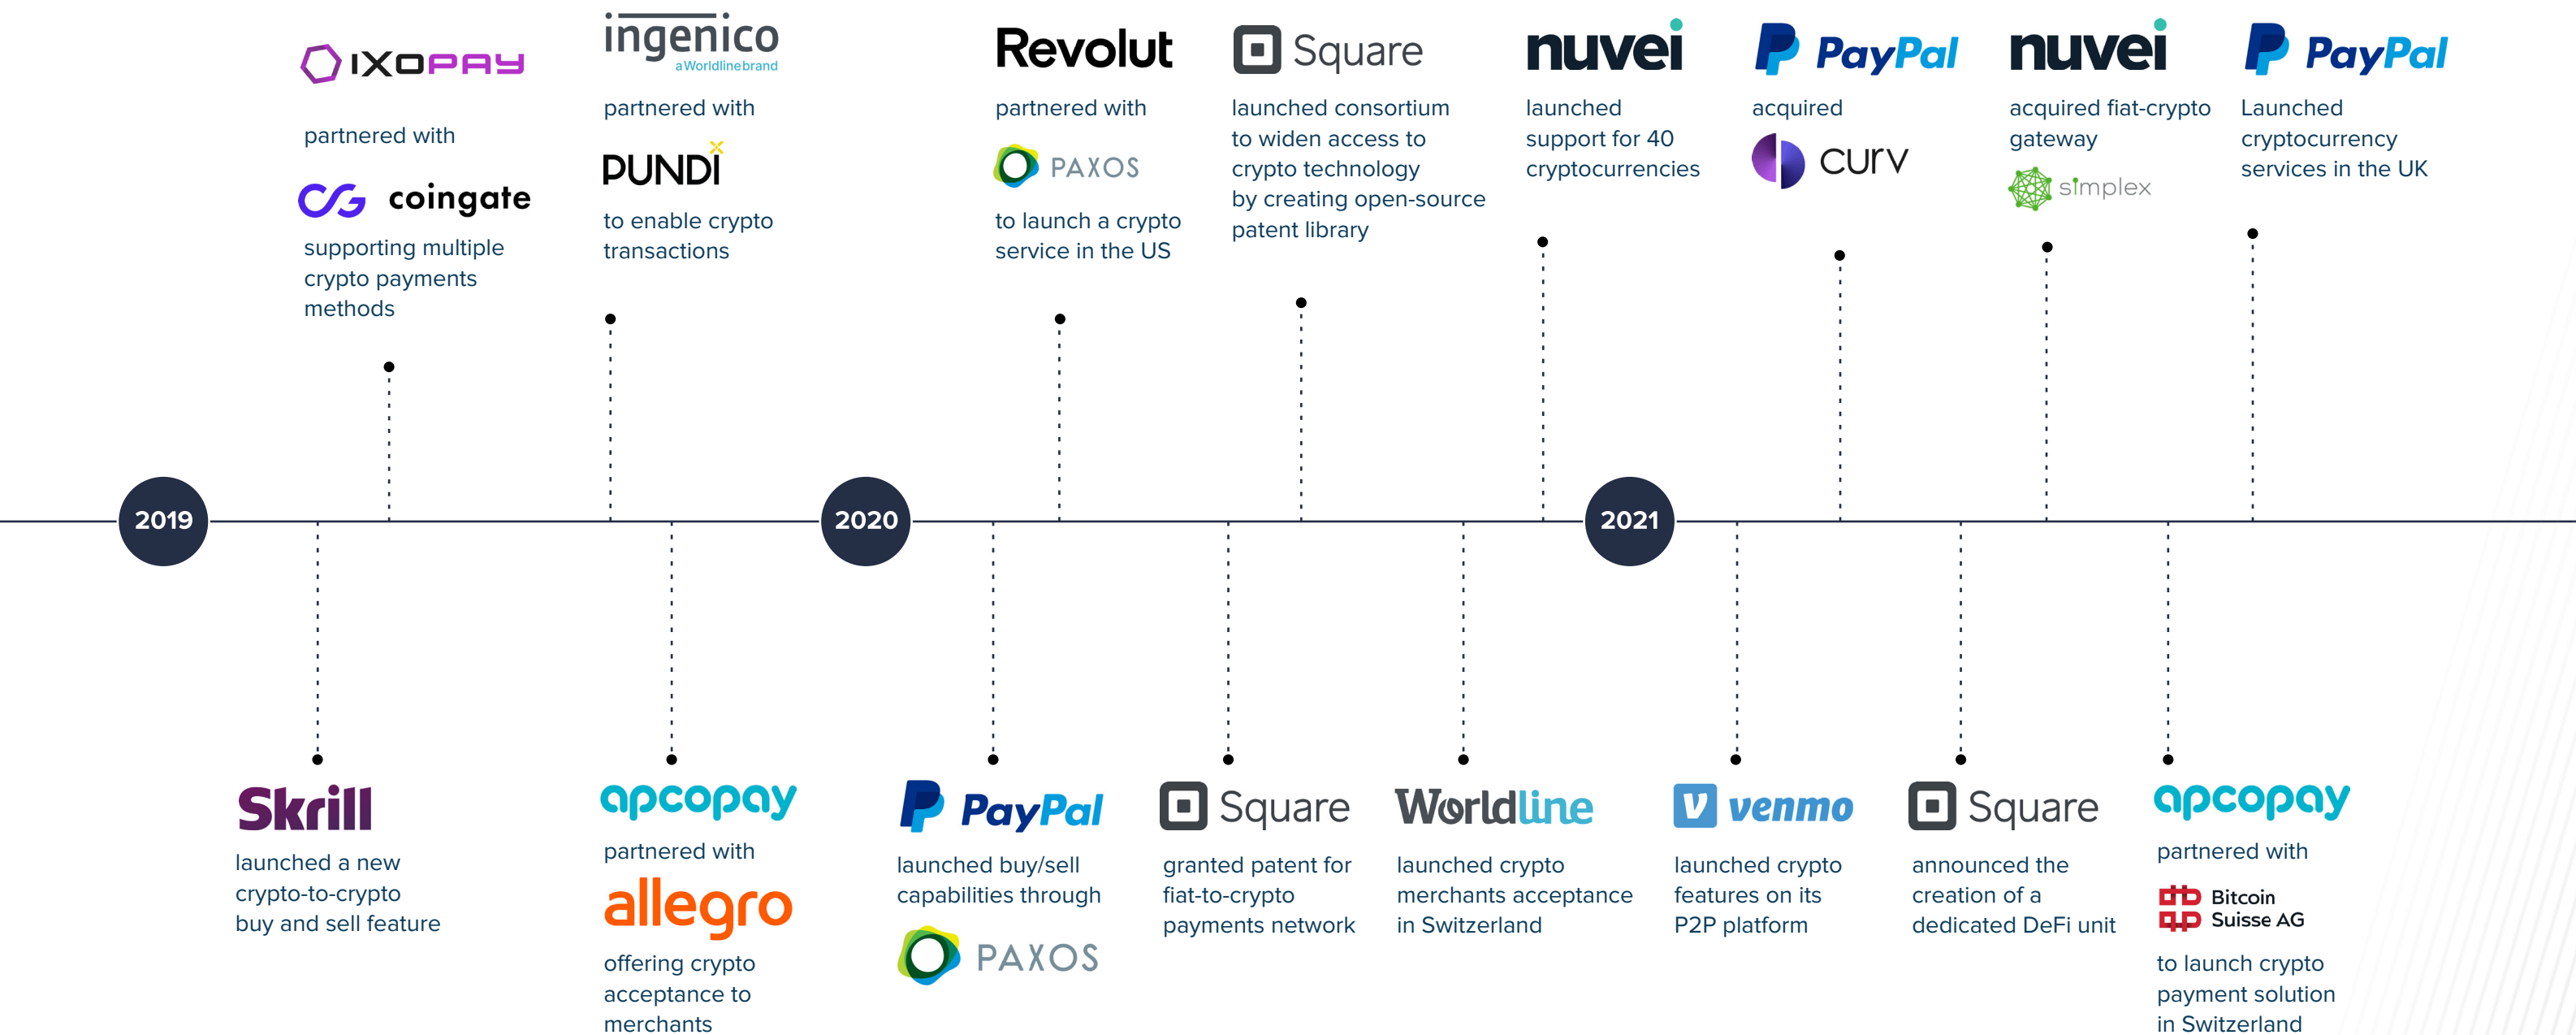 IXOPAY
partnered with
coingate
supporting multiple
crypto payments
methods
ingenico
a Worldline brand
partnered with
PUNDI X
to enable crypto
transactions
Revolut
partnered with
PAXOS
to launch a crypto
service in the US
Square
launched consortium
to widen access to
crypto technology
by creating open-source
patent library
nuvei
launched
support for 40
cryptocurrencies
PayPal
acquired
curv
nuvei
acquired fiat-crypto
gateway
simplex
PayPal
Launched
cryptocurrency
services in the UK
2019
2020
2021
Skrill
launched a new
crypto-to-crypto
buy and sell feature
apcopay
partnered with
allegro
offering crypto
acceptance to
merchants
PayPal
launched buy/sell
capabilities through
PAXOS
Square
granted patent for
fiat-to-crypto
payments network
Worldline
launched crypto
merchants acceptance
in Switzerland
venmo
launched crypto
features on its
P2P platform
Square
announced the
creation of a
dedicated DeFi unit
apcopay
partnered with
Bitcoin
Suisse AG
to launch crypto
payment solution
in Switzerland